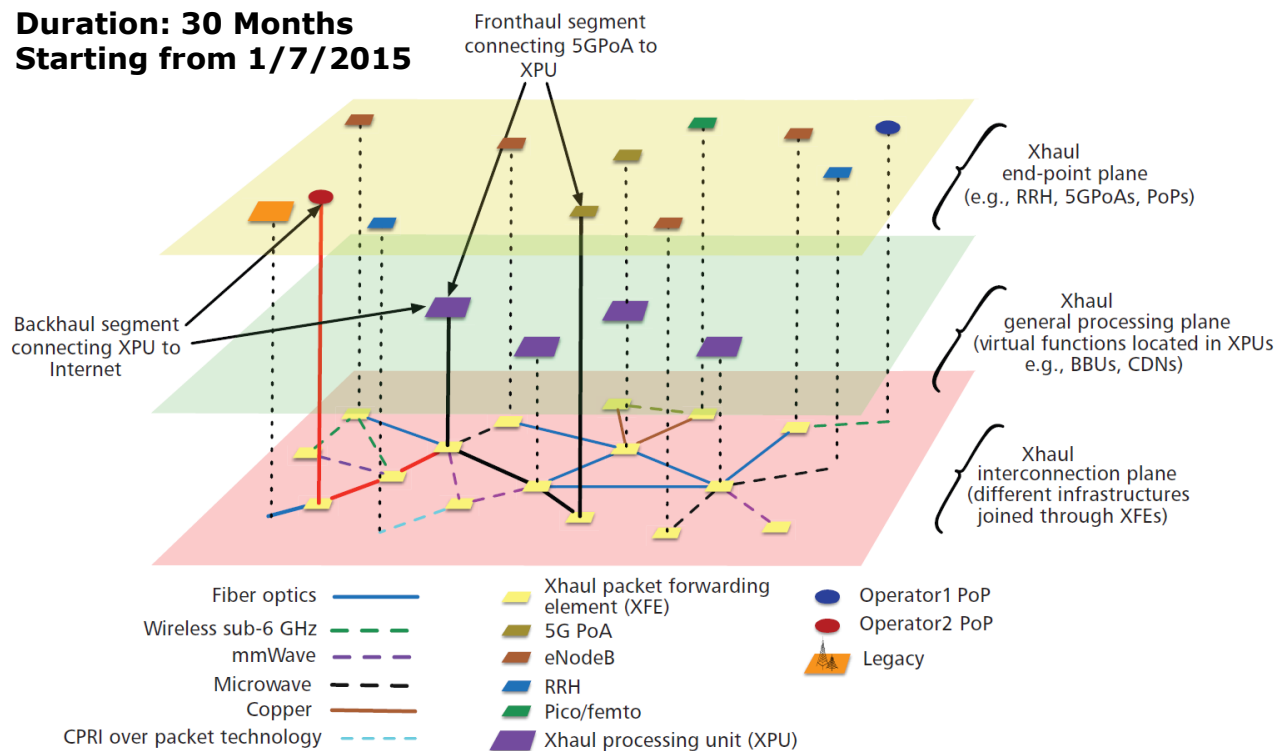 Duration: 30 Months
Starting from 1/7/2015
Fronthaul segment
connecting 5GPoA to
XPU
Xhaul
end-point plane
(e.g., RRH, 5GPoAs, PoPs)
Backhaul segment
connecting XPU to
Internet
Xhaul
general processing plane
(virtual functions located in XPUs
e.g., BBUs, CDNs)
Xhaul
interconnection plane
(different infrastructures
joined through XFEs)
Fiber optics
Wireless sub-6 GHz
mmWave
Microwave
Copper
CPRI over packet technology
Xhaul packet forwarding
element (XFE)
5G PoA
eNodeB
RRH
Pico/femto
Xhaul processing unit (XPU)
Operator1 PoP
Operator2 PoP
Legacy